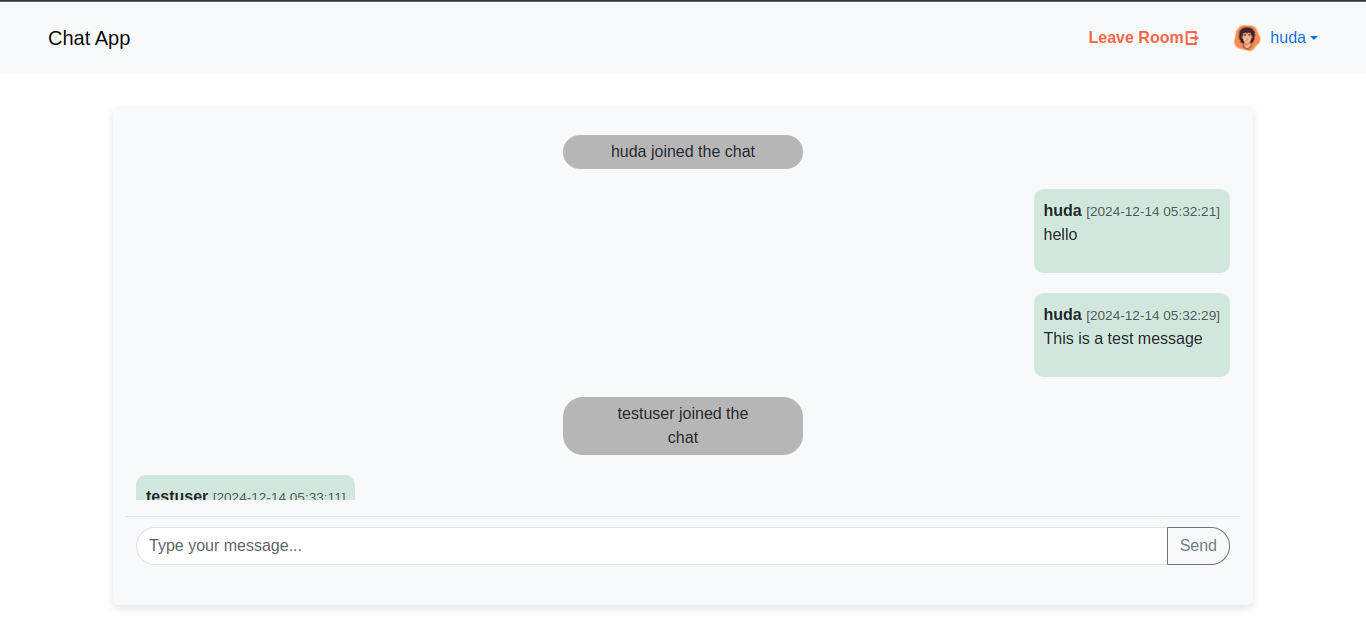 Chat App
Leave Room
huda
huda joined the chat
huda [2024-12-14 05:32:21]
hello
huda [2024-12-14 05:32:29]
This is a test message
testuser joined the
chat
testuser [2024-12-14 05:33:11]
Type your message...
Send